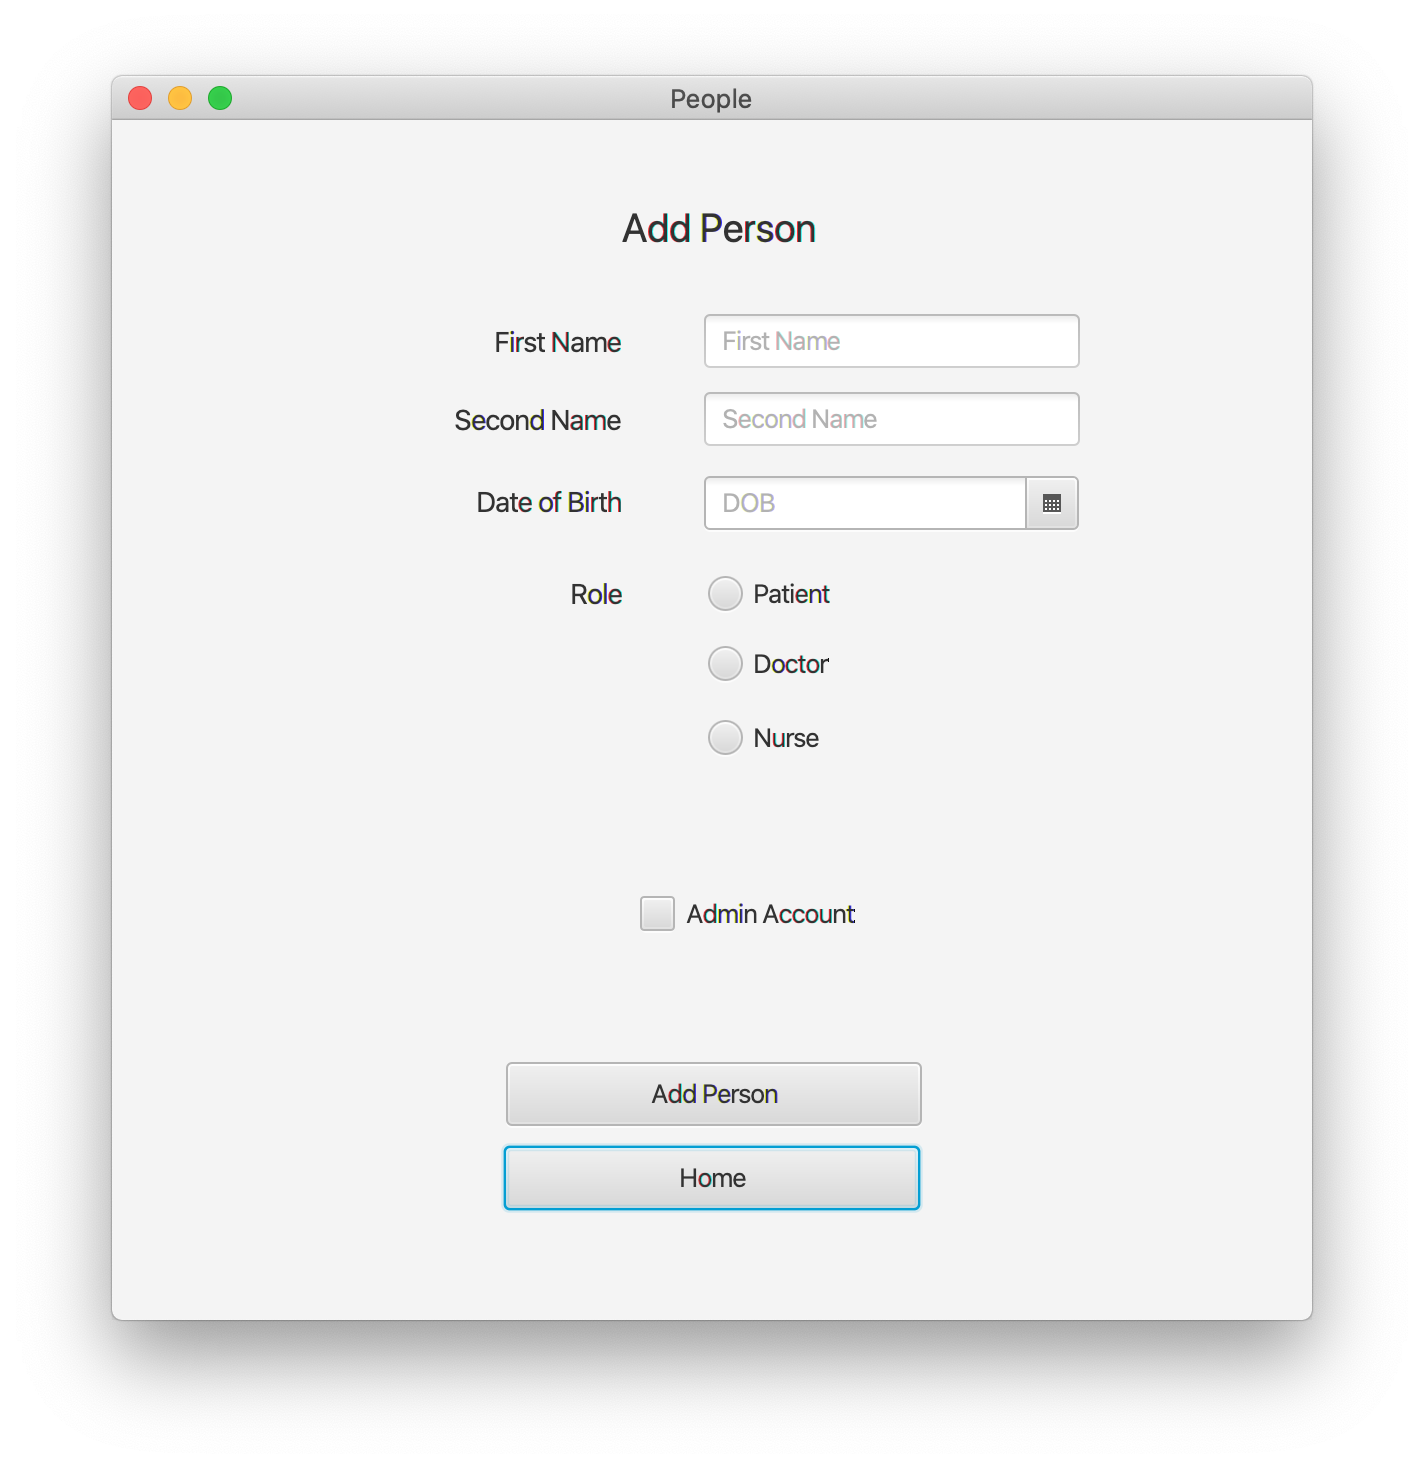 People
Add Person
First Name First Name
Second Name Second Name
Date of Birth DOB
Role Patient
Doctor
Nurse
Admin Account
Add Person
Home